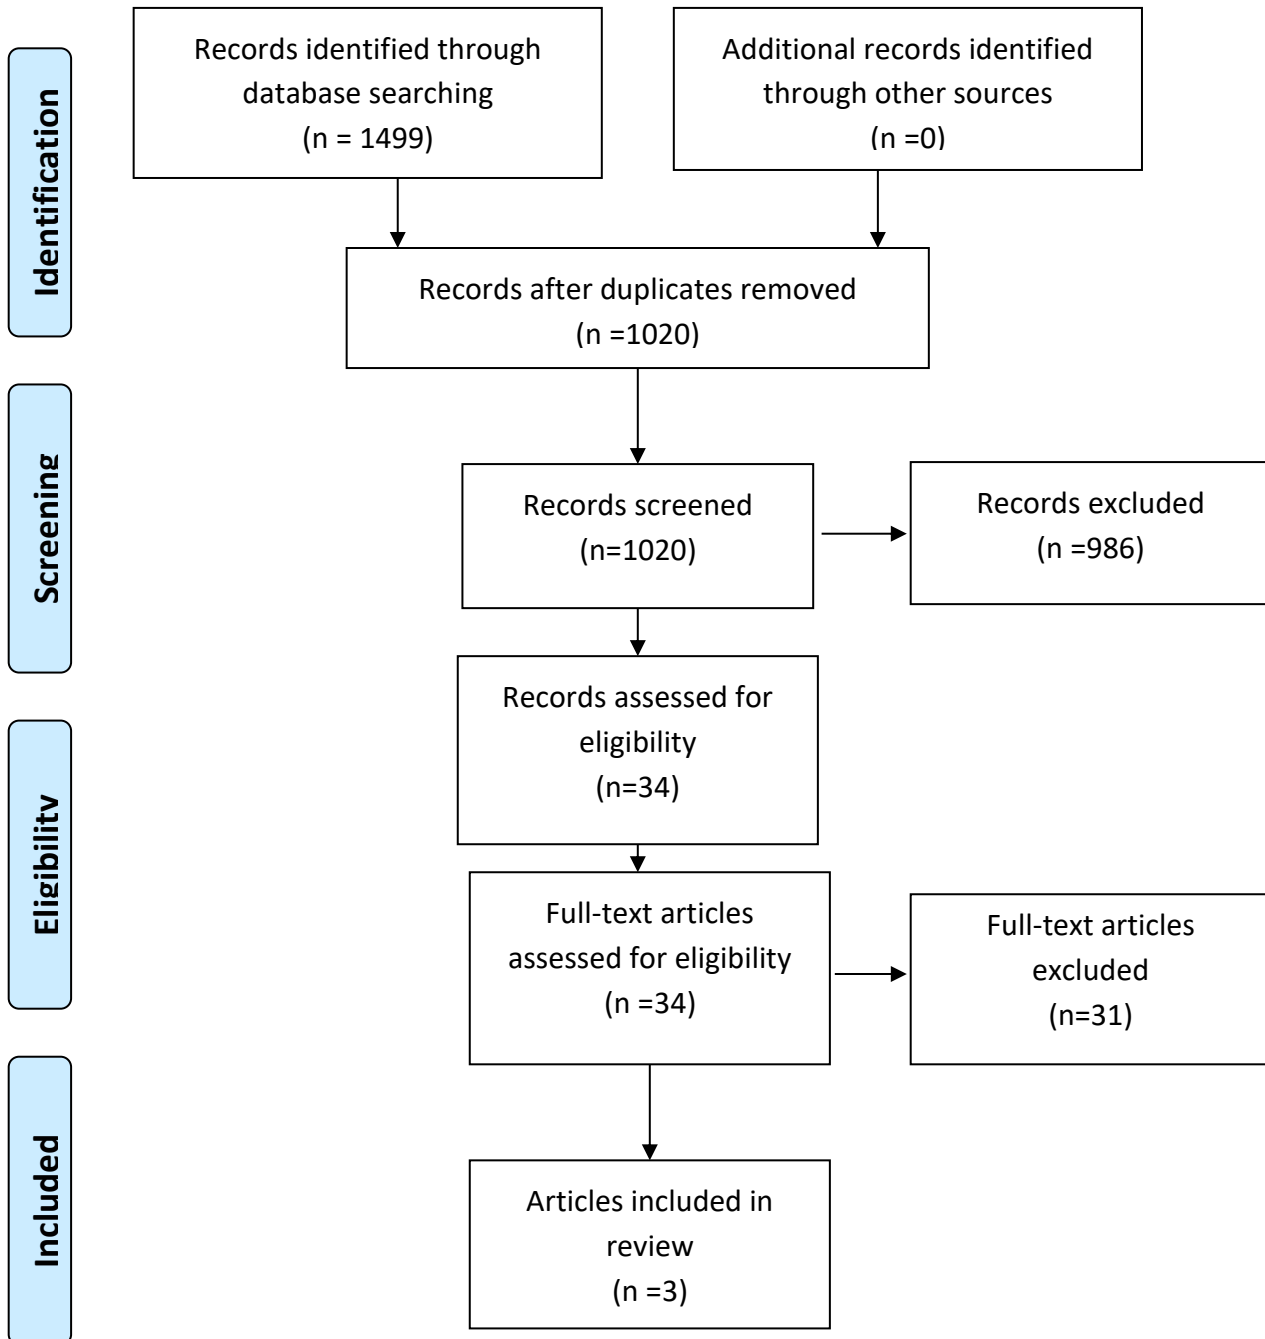 Identification
Records identified through
database searching
(n = 1499)
Additional records identified
through other sources
(n =0)
Records after duplicates removed
(n =1020)
Screening
Records screened
(n=1020)
Records excluded
(n =986)
Eligibility
Records assessed for
eligibility
(n=34)
Full-text articles
assessed for eligibility
(n =34)
Full-text articles
excluded
(n=31)
Included
Articles included in
review
(n =3)